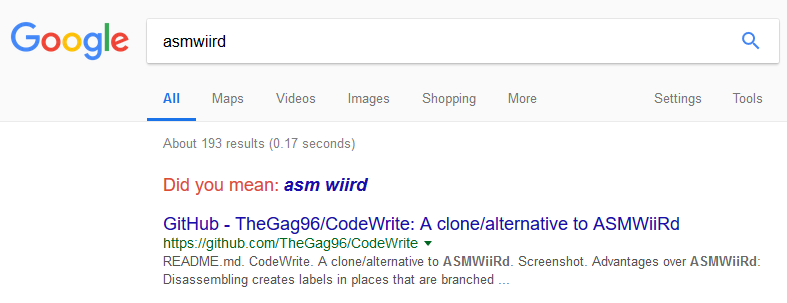 Google
asmwiird
All Maps Videos Images Shopping More Settings Tools
About 193 results (0.17 seconds)
Did you mean: asm wiird
GitHub - TheGag96/CodeWrite: A clone/alternative to ASMWiiRd
https://github.com/TheGag96/CodeWrite
README.md. CodeWrite. A clone/alternative to ASMWiiRd. Screenshot. Advantages over ASMWiiRd:
Disassembling creates labels in places that are branched ...